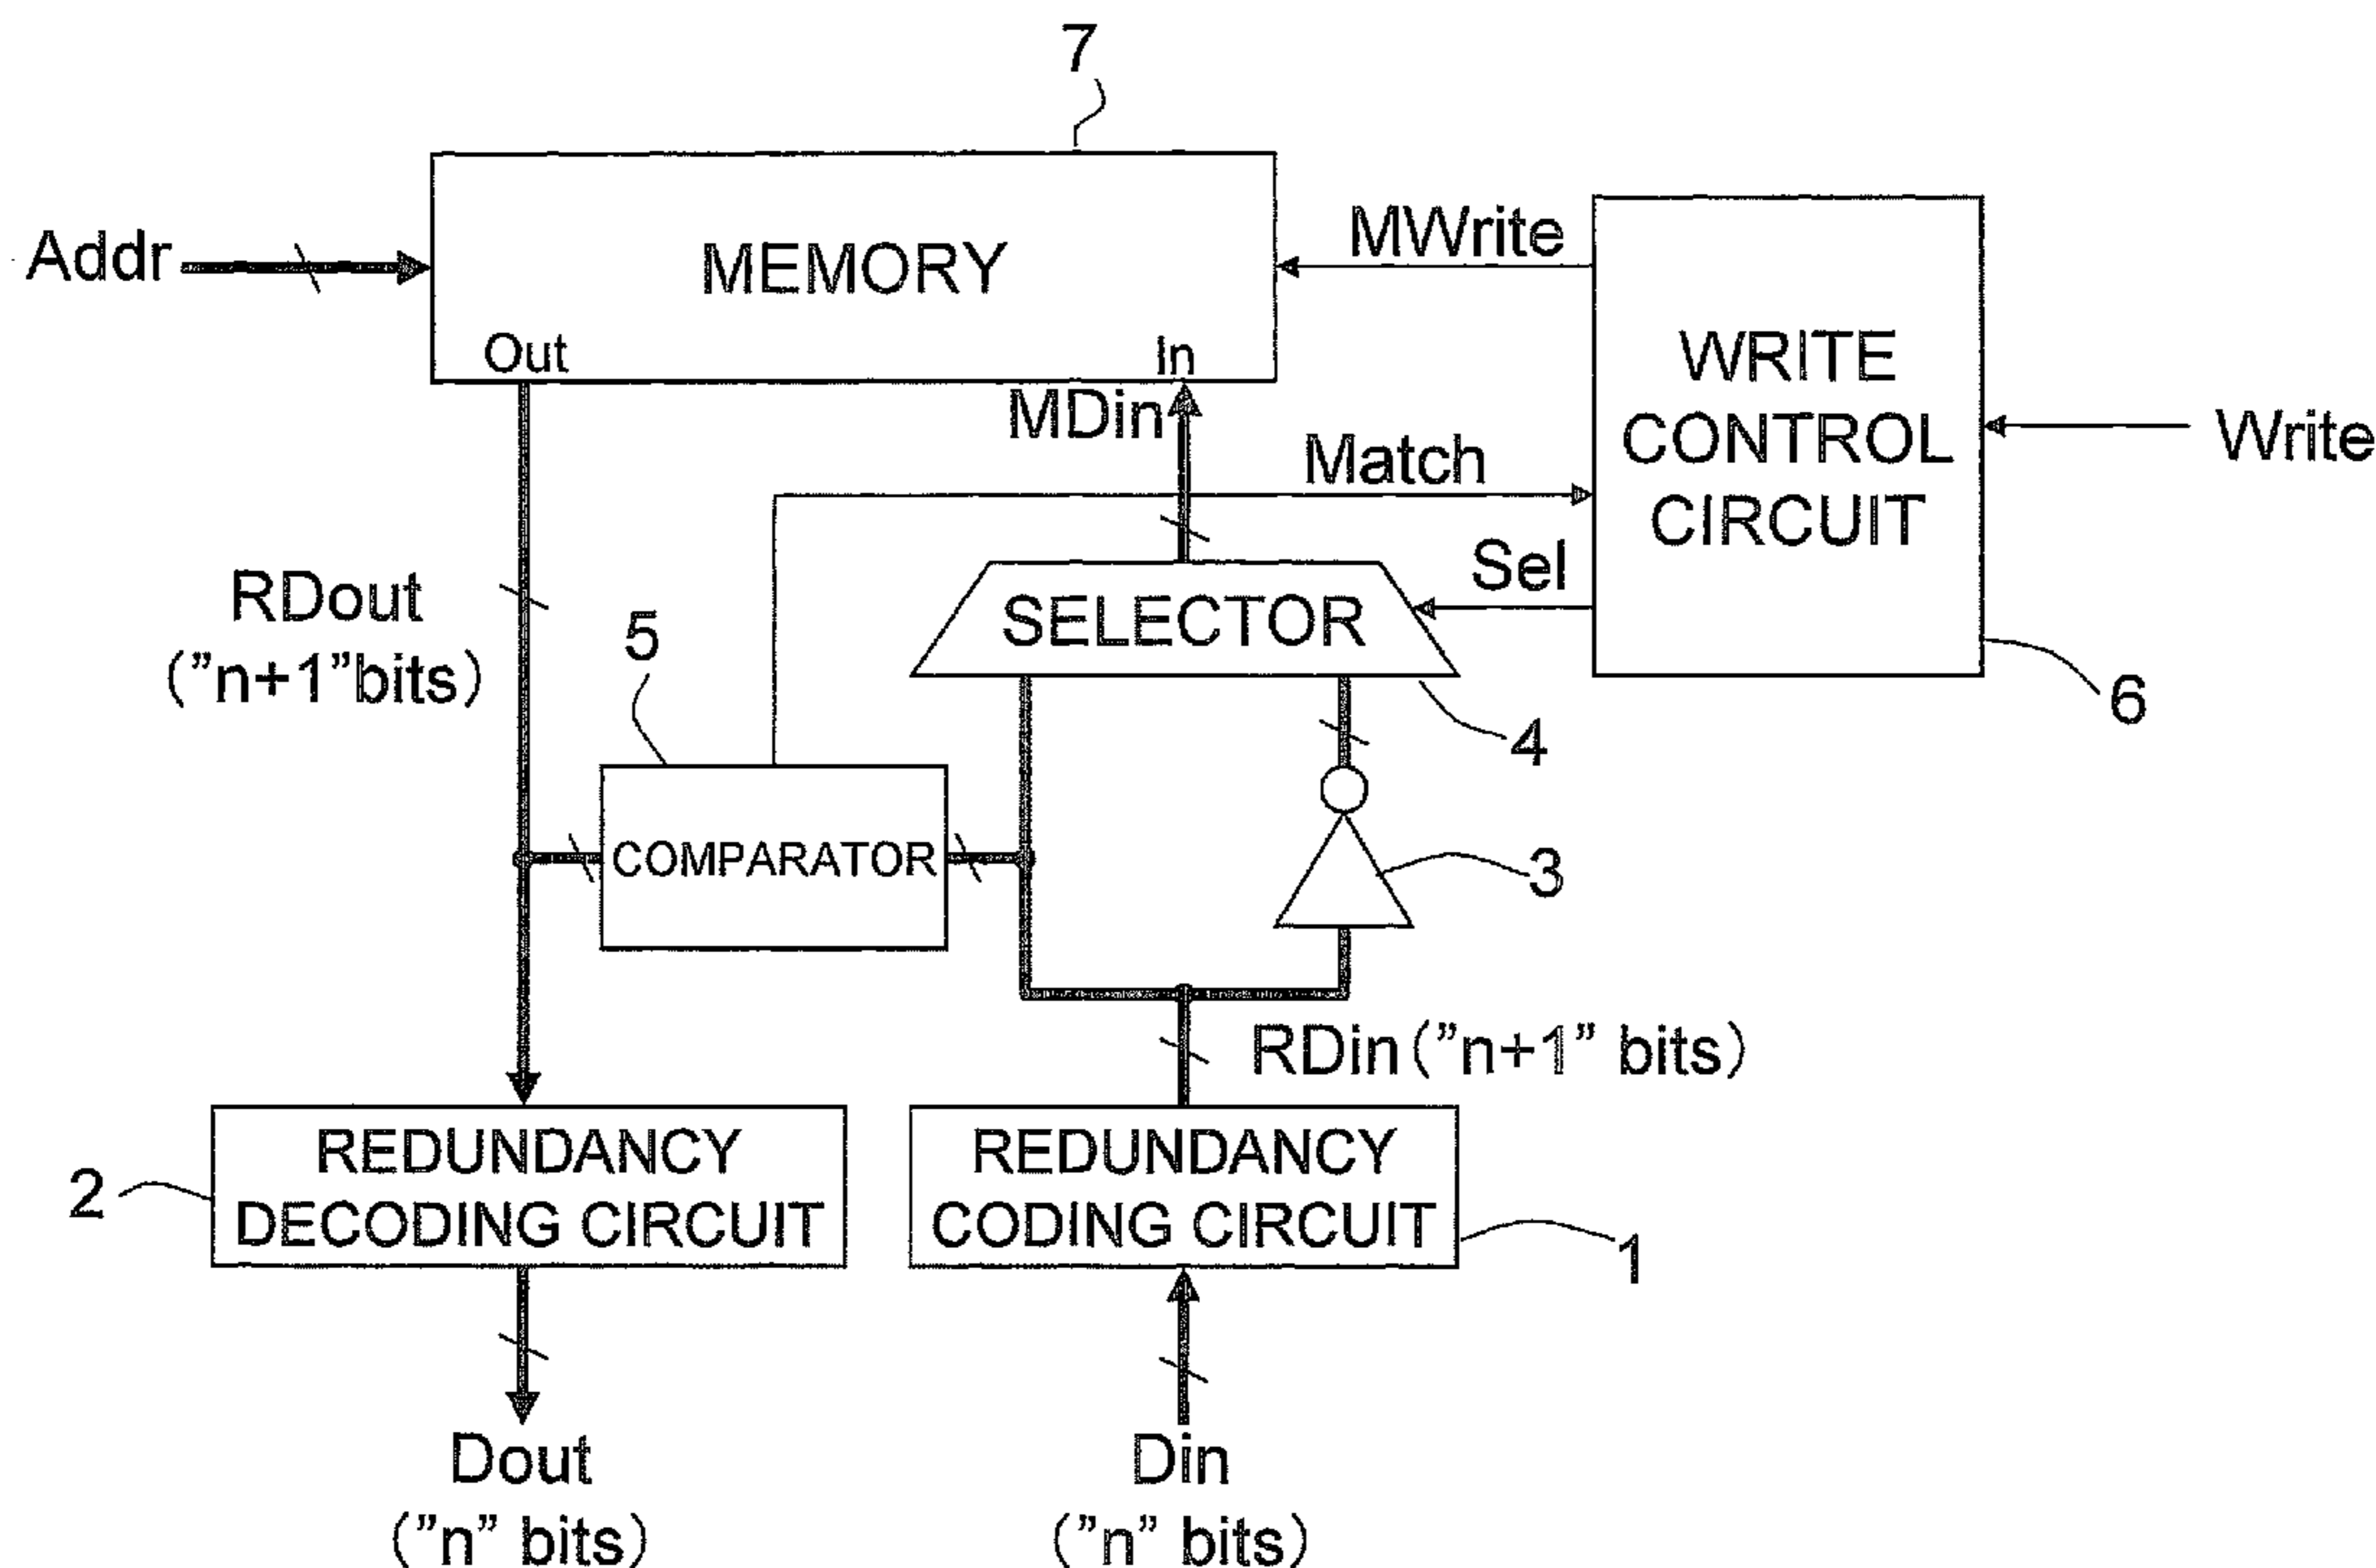 7
Addr
MEMORY
MWrite
Out
In
WRITE
CONTROL
CIRCUIT
MDin
Match
Write
Sel
RDout
("n+1"bits)
5
SELECTOR
6
4
COMPARATOR
3
RDin("n+1" bits)
REDUNDANCY
DECODING CIRCUIT
2
REDUNDANCY
CODING CIRCUIT
1
Dout
("n" bits)
Din
("n" bits)